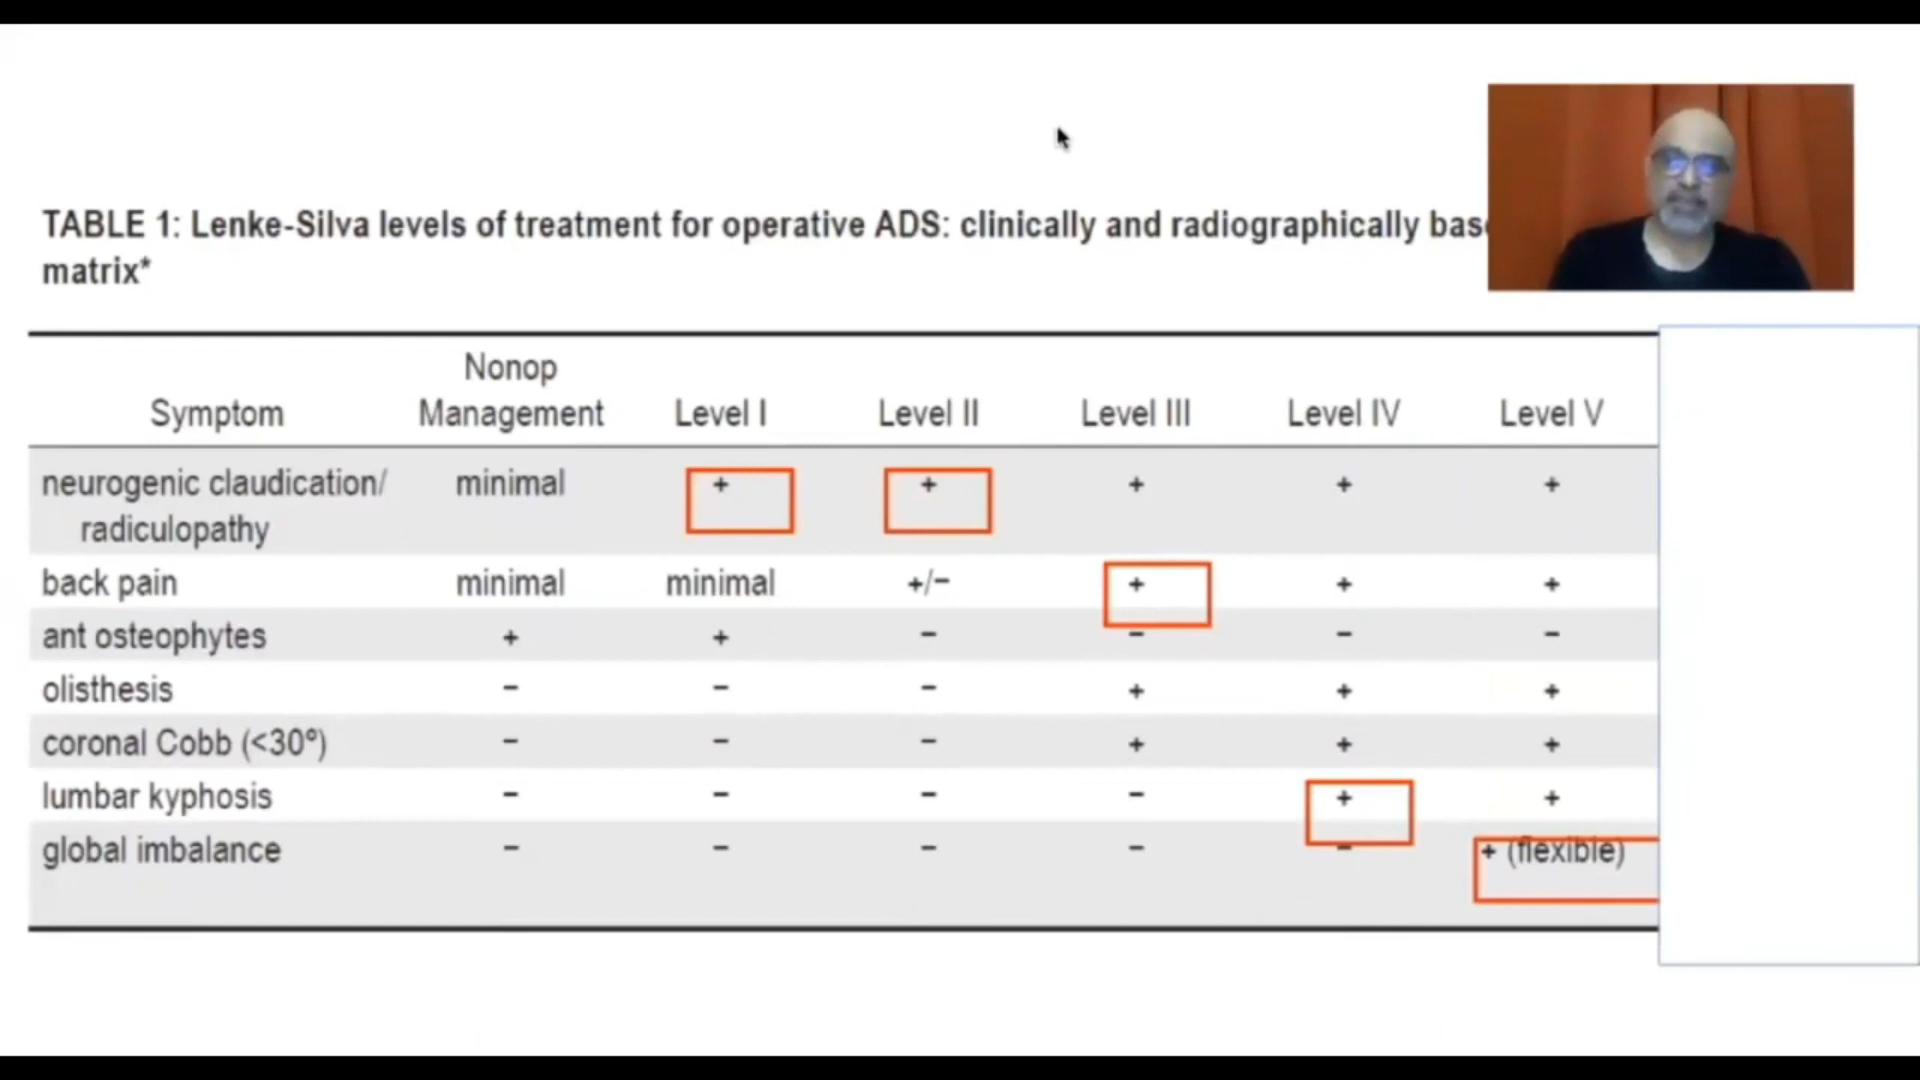 TABLE 1: Lenke-Silva levels of treatment for operative ADS: clinically and radiographically
matrix*
Nonop
Symptom Management Level I Level II Level III Level IV Level V
neurogenic claudication/ minimal + + + + +
radiculopathy
back pain minimal minimal +/− + + +
ant osteophytes + + − − − −
olisthesis − − − + + +
coronal Cobb (<30°) − − − + + +
lumbar kyphosis − − − − + +
global imbalance − − − − − + (flexible)